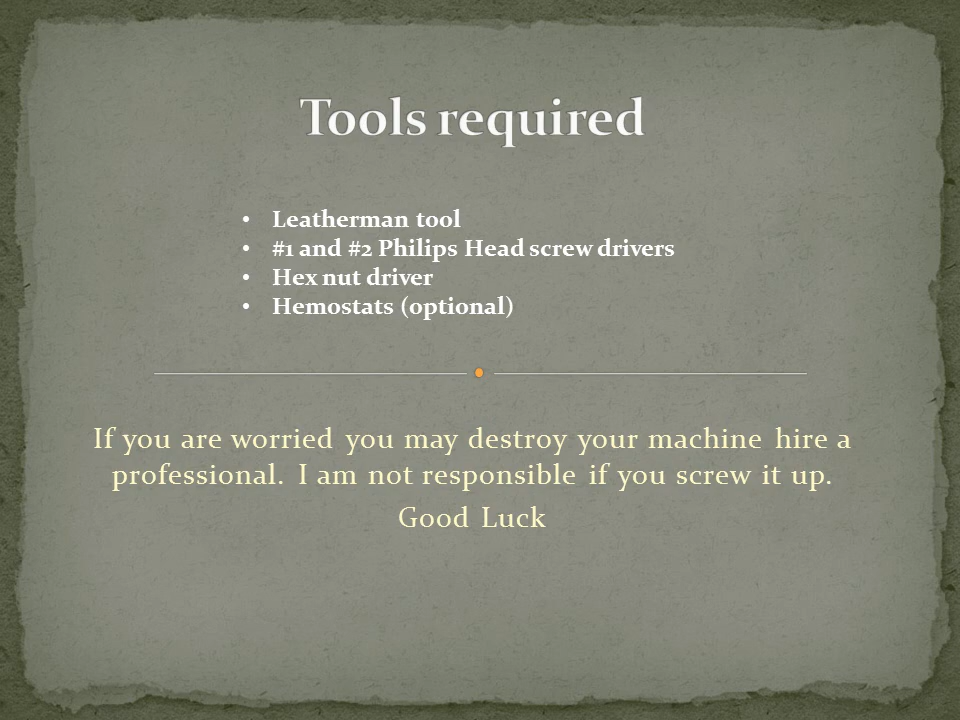 Tools required
• Leatherman tool
• #1 and #2 Philips Head screw drivers
• Hex nut driver
• Hemostats (optional)
If you are worried you may destroy your machine hire a
professional. I am not responsible if you screw it up.
Good Luck